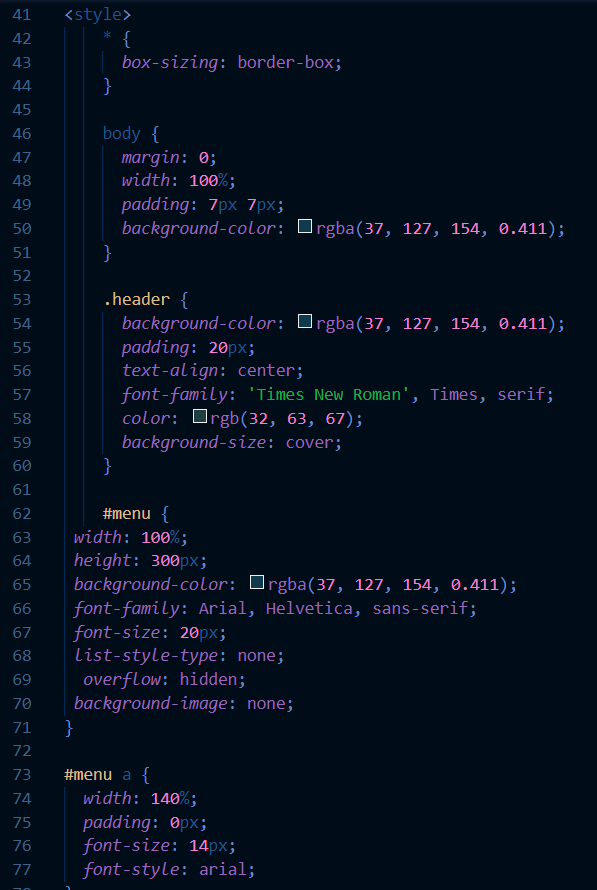 41 <style>
42 * {
43 box-sizing: border-box;
44 }
45
46 body {
47 margin: 0;
48 width: 100%;
49 padding: 7px 7px;
50 background-color: rgba(37, 127, 154, 0.411);
51 }
52
53 .header {
54 background-color: rgba(37, 127, 154, 0.411);
55 padding: 20px;
56 text-align: center;
57 font-family: 'Times New Roman', Times, serif;
58 color: rgb(32, 63, 67);
59 background-size: cover;
60 }
61
62 #menu {
63 width: 100%;
64 height: 300px;
65 background-color: rgba(37, 127, 154, 0.411);
66 font-family: Arial, Helvetica, sans-serif;
67 font-size: 20px;
68 list-style-type: none;
69 overflow: hidden;
70 background-image: none;
71 }
72
73 #menu a {
74 width: 140%;
75 padding: 0px;
76 font-size: 14px;
77 font-style: arial;